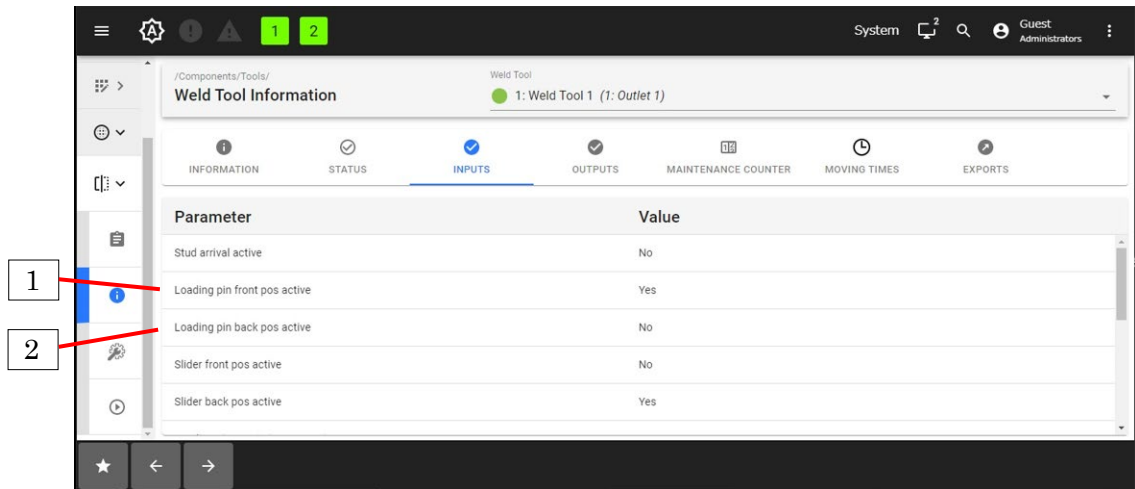 1 2 System 2 Guest
Administrators
/Components/Tools/ Weld Tool
Weld Tool Information 1: Weld Tool 1 (1: Outlet 1)
INFORMATION STATUS INPUTS OUTPUTS MAINTENANCE COUNTER MOVING TIMES EXPORTS
Parameter Value
Stud arrival active No
1 Loading pin front pos active Yes
2 Loading pin back pos active No
Slider front pos active No
Slider back pos active Yes